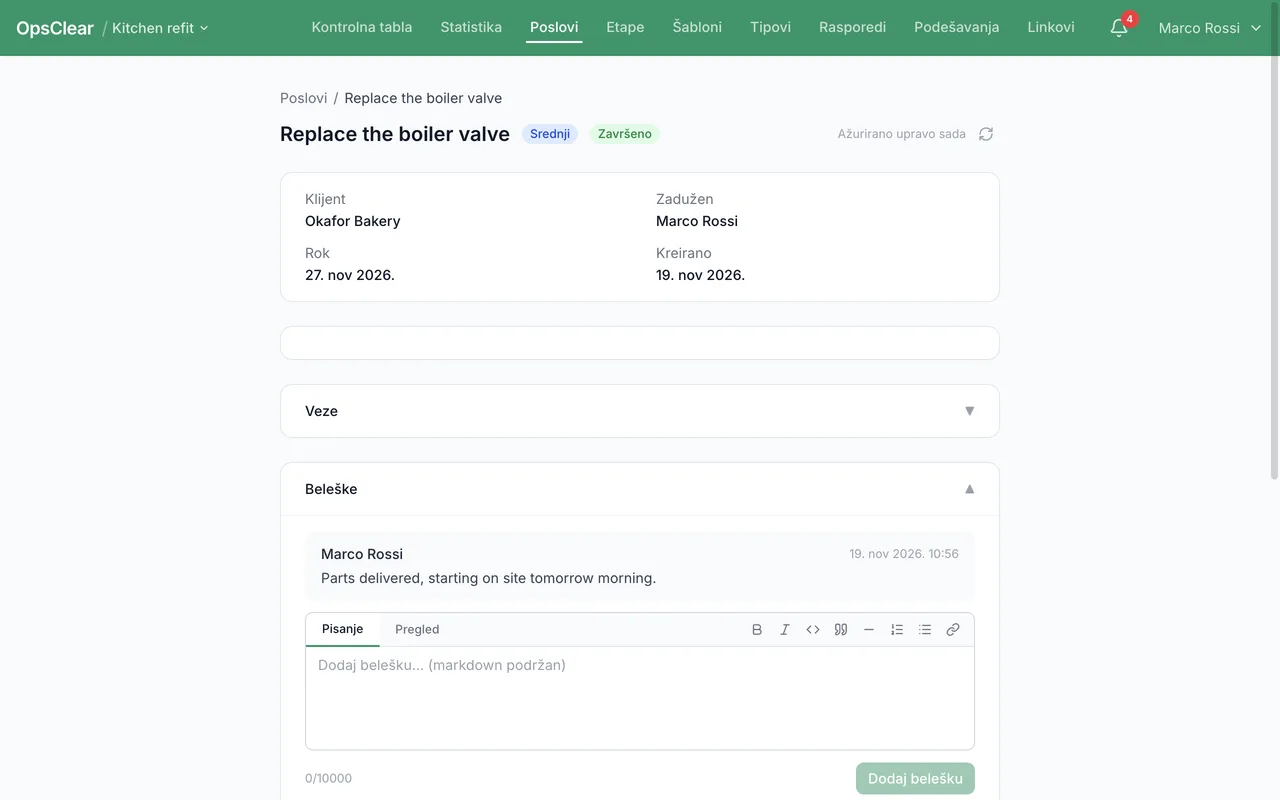 OpsClear / Kitchen refit
Kontrolna tabla
Statistika
Poslovi
Etape
Šabloni
Tipovi
Rasporedi
Podešavanja
Linkovi
4
Marco Rossi
Poslovi / Replace the boiler valve
Replace the boiler valve
Srednji
Završeno
Ažurirano upravo sada
Klijent
Okafor Bakery
Zadužen
Marco Rossi
Rok
27. nov 2026.
Kreirano
19. nov 2026.
Veze
Beleške
Marco Rossi
19. nov 2026. 10:56
Parts delivered, starting on site tomorrow morning.
Pisanje
Pregled
Dodaj belešku... (markdown podržan)
0/10000
Dodaj belešku